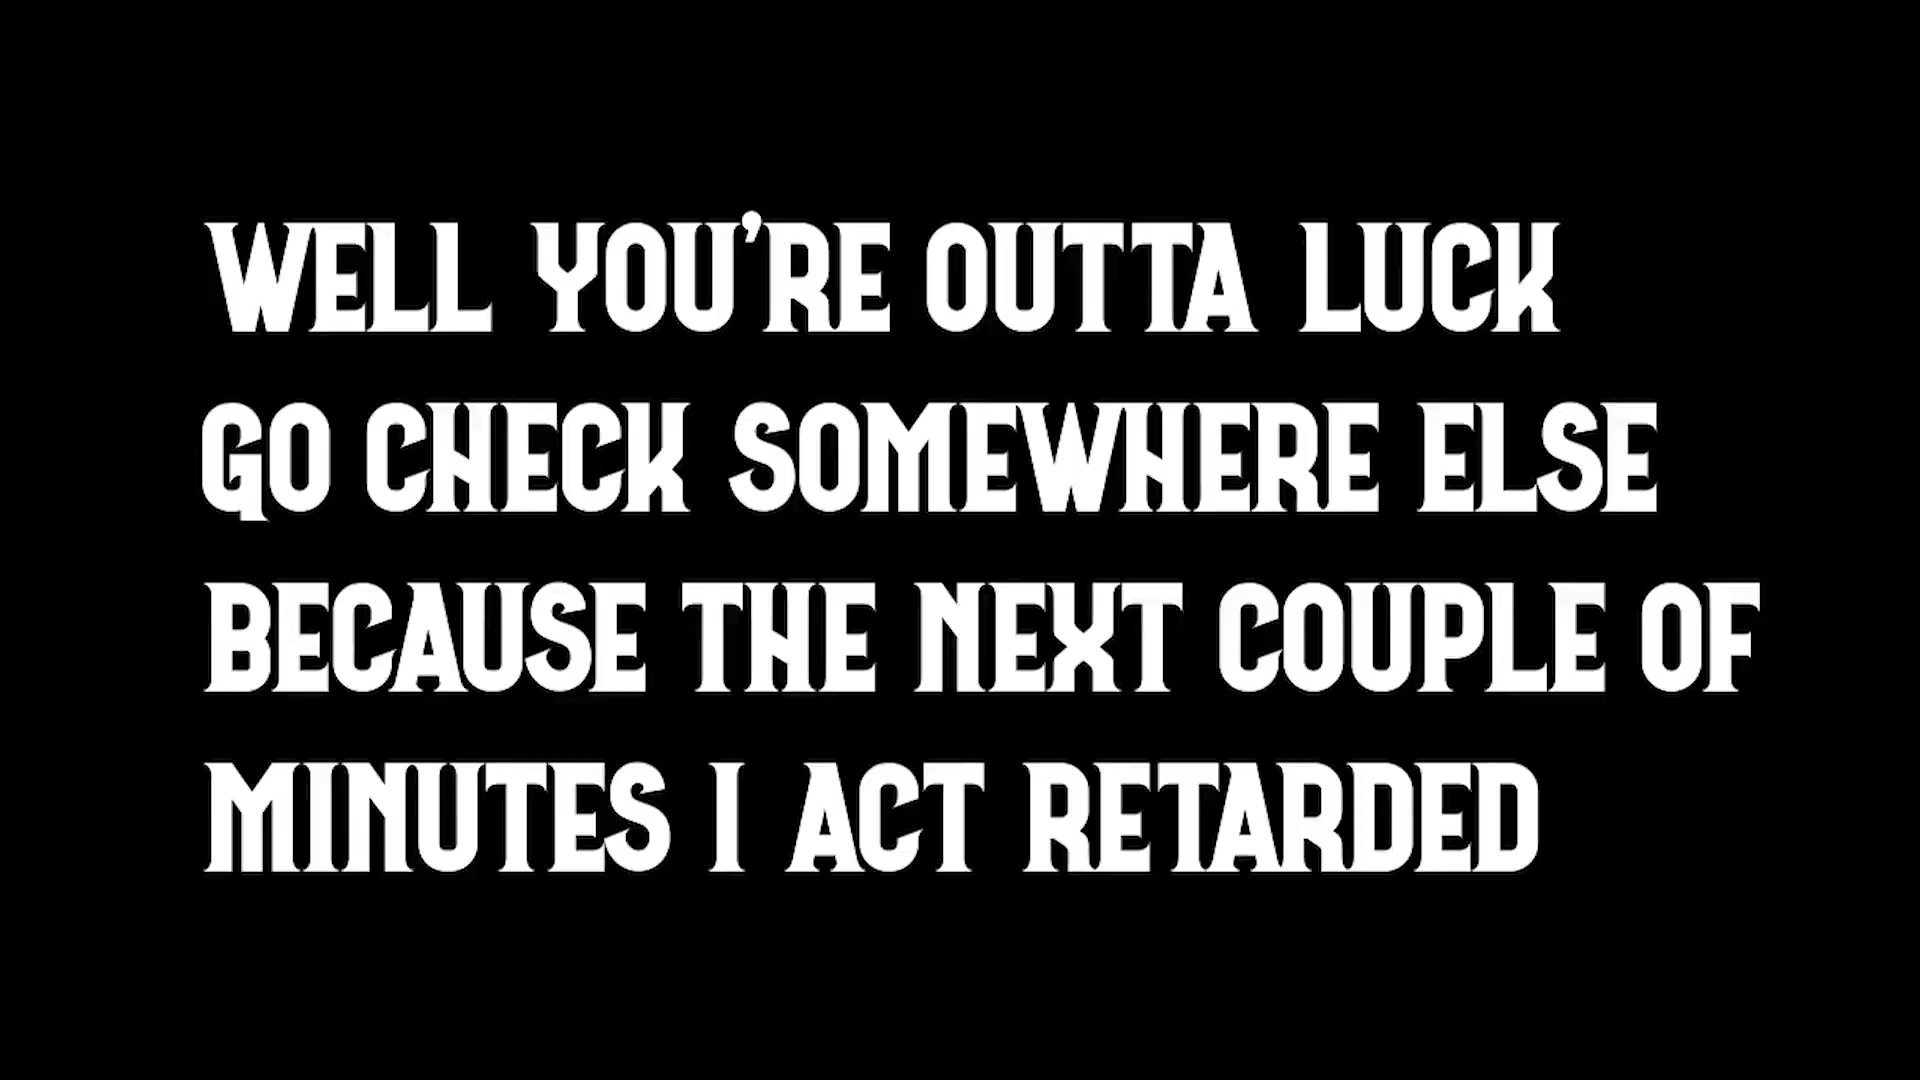 WELL YOU'RE OUTTA LUCK
GO CHECK SOMEWHERE ELSE
BECAUSE THE NEXT COUPLE OF
MINUTES I ACT RETARDED